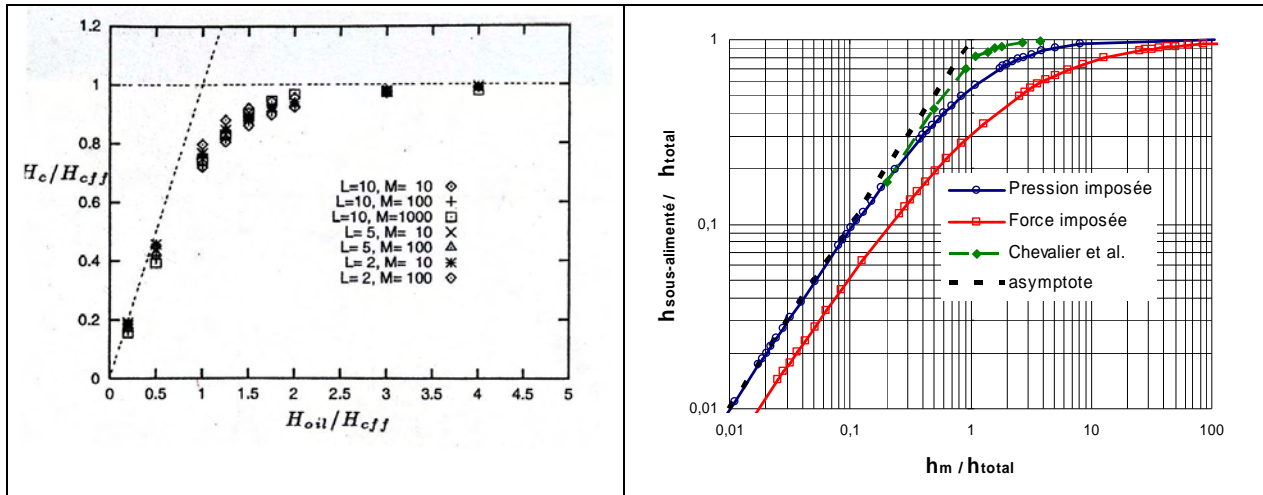 1.2
1
0.8
H_c/H_cff
0.6
0.4
0.2
0
0 0.5 1 1.5 2 2.5 3 3.5 4 4.5 5
H_oil/H_cff
L=10, M= 10
L=10, M= 100
L=10, M=1000
L= 5, M= 10
L= 5, M= 100
L= 2, M= 10
L= 2, M= 100
1
0,1
0,01
h sous-alimenté / h total
Pression imposée
Force imposée
Chevalier et al.
asymptote
0,01 0,1 1 10 100
h m / h total